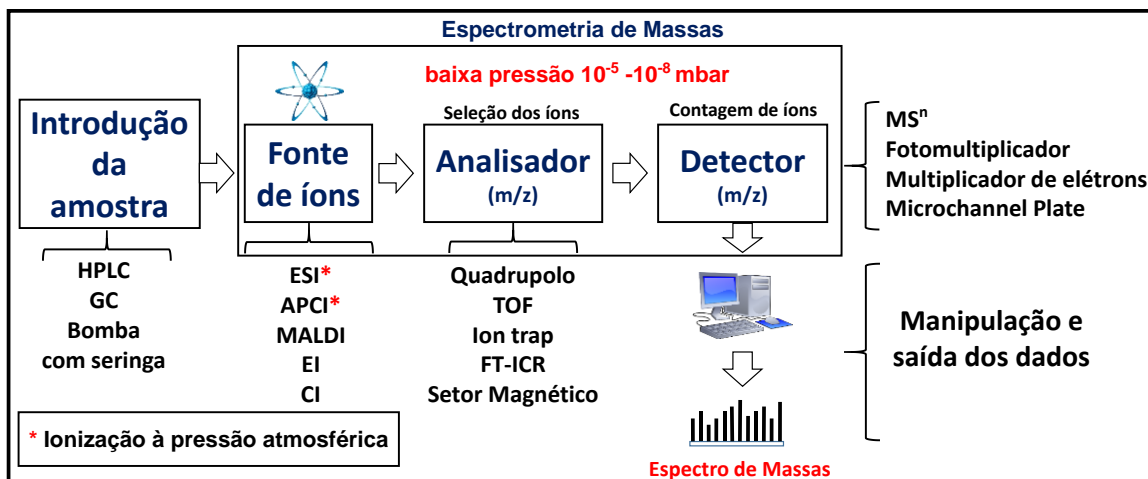 Espectrometria de Massas
baixa pressão 10⁻⁵ -10⁻⁸ mbar
Introdução
da
amostra
Fonte
de íons
Seleção dos íons
Analisador
(m/z)
Contagem de íons
Detector
(m/z)
MSⁿ
Fotomultiplicador
Multiplicador de elétrons
Microchannel Plate
HPLC
GC
Bomba
com seringa
ESI*
APCI*
MALDI
EI
CI
Quadrupolo
TOF
Ion trap
FT-ICR
Setor Magnético
Manipulação e
saída dos dados
* Ionização à pressão atmosférica
Espectro de Massas